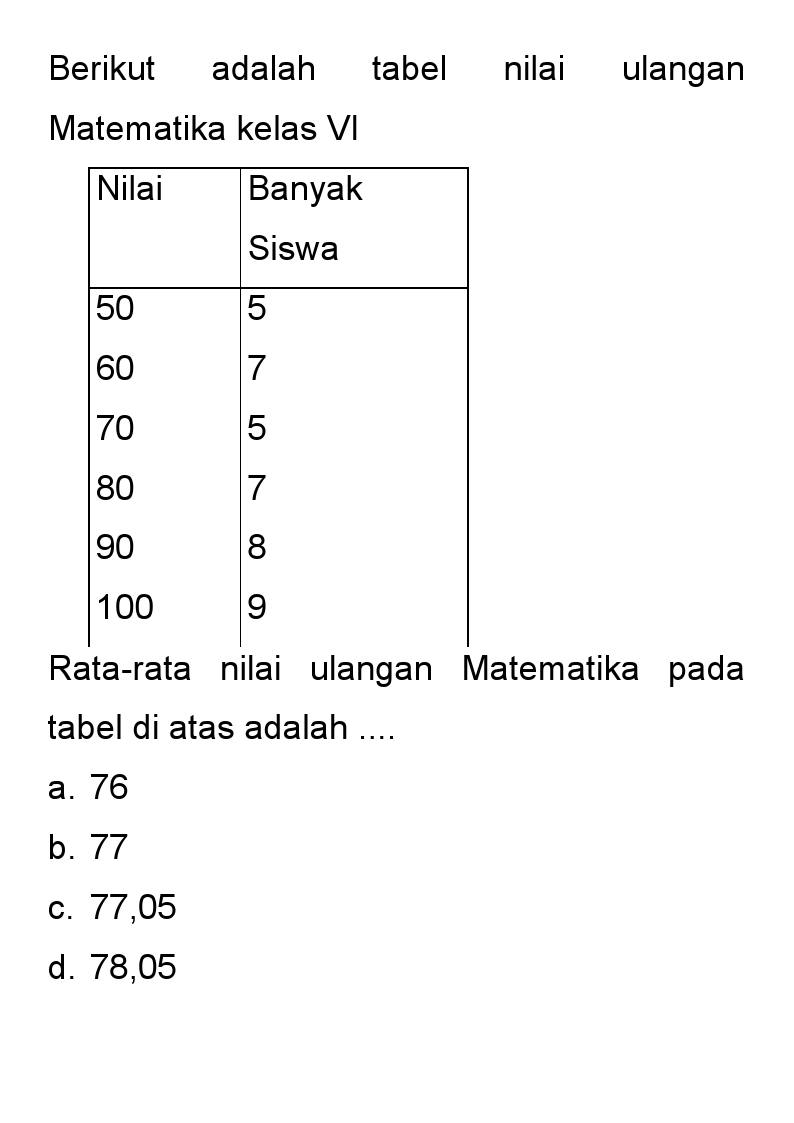 Berikut adalah tabel nilai ulangan
Matematika kelas VI
Nilai Banyak
Siswa
50 5
60 7
70 5
80 7
90 8
100 9
Rata-rata nilai ulangan Matematika pada
tabel di atas adalah ....
a. 76
b. 77
c. 77,05
d. 78,05